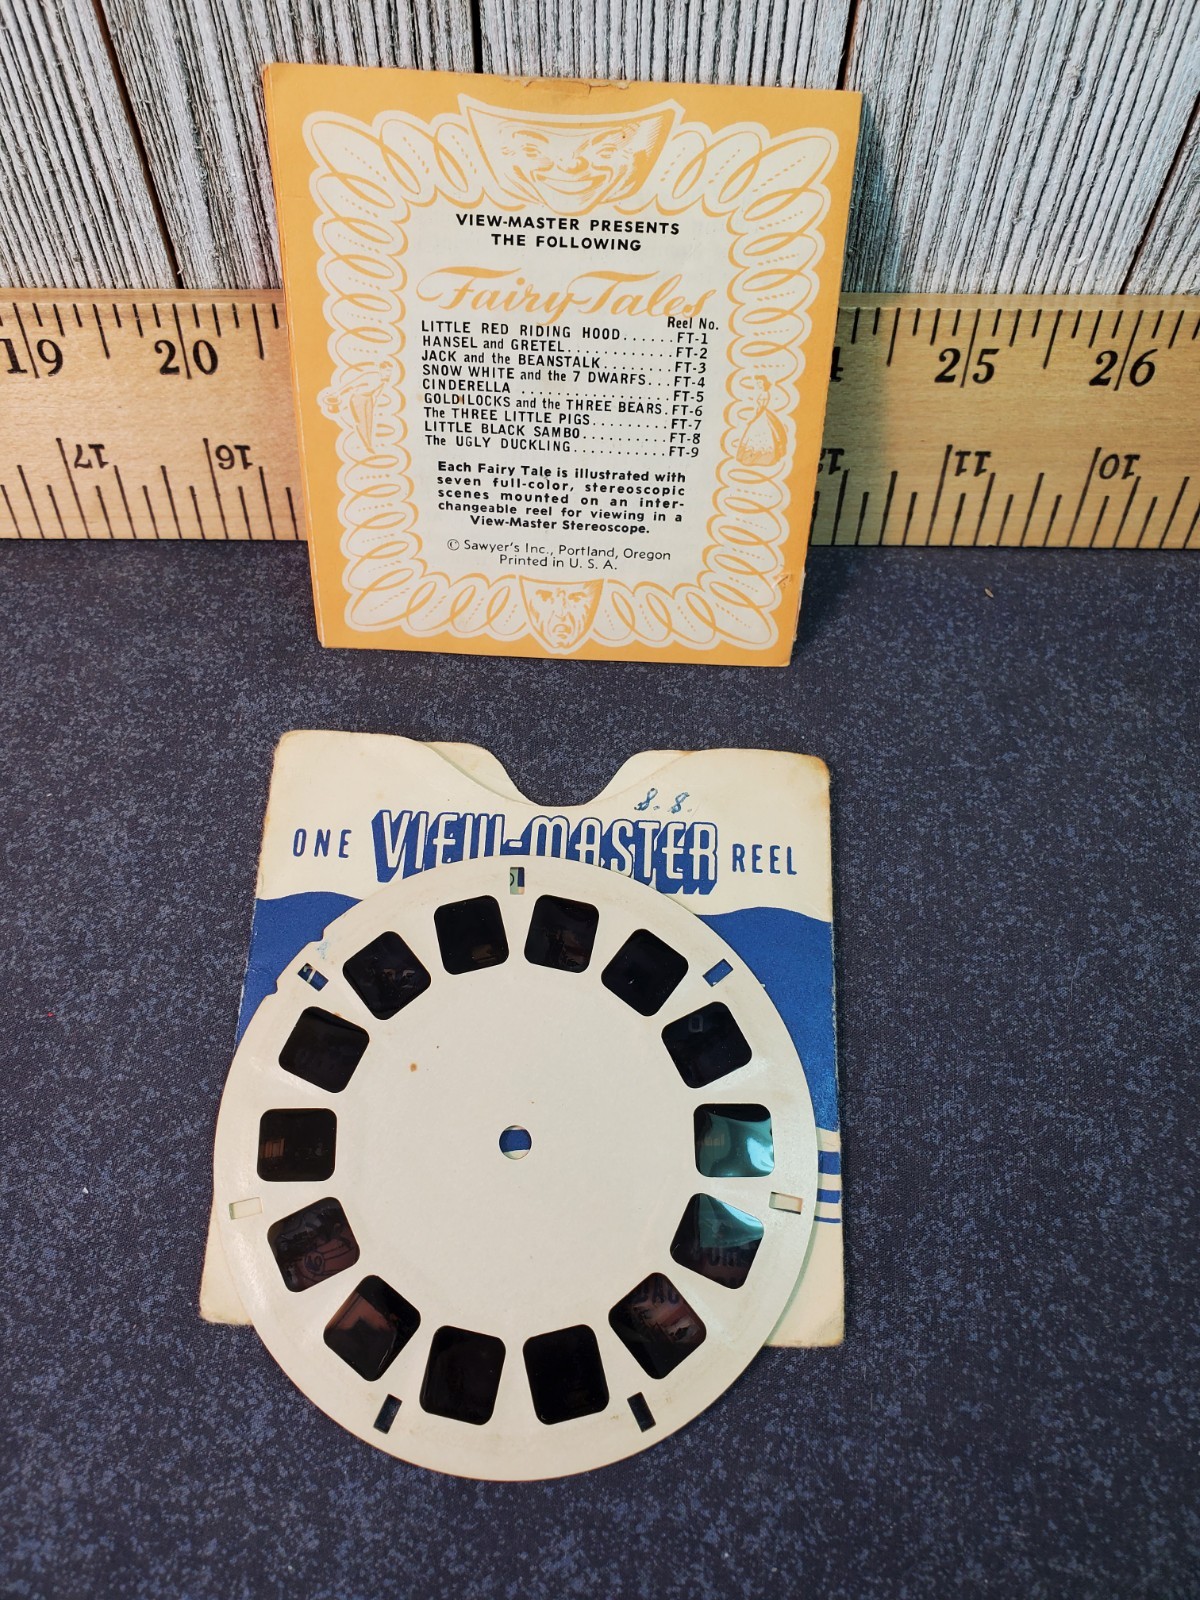 VIEW-MASTER PRESENTS
THE FOLLOWING
Fairy Tales
Reel No.
LITTLE RED RIDING HOOD......FT-1
HANSEL and GRETEL............FT-2
JACK and the BEANSTALK........FT-3
SNOW WHITE and the 7 DWARFS...FT-4
CINDERELLA .................FT-5
GOLDILOCKS and the THREE BEARS.FT-6
The THREE LITTLE PIGS.........FT-7
LITTLE BLACK SAMBO..........FT-8
The UGLY DUCKLING...........FT-9
Each Fairy Tale is illustrated with
seven full-color, stereoscopic
scenes mounted on an inter-
changeable reel for viewing in a
View-Master Stereoscope.
© Sawyer's Inc., Portland, Oregon
Printed in U. S. A.
19 20 25 26
17 16 11 10
S. S.
ONE VIEW-MASTER REEL